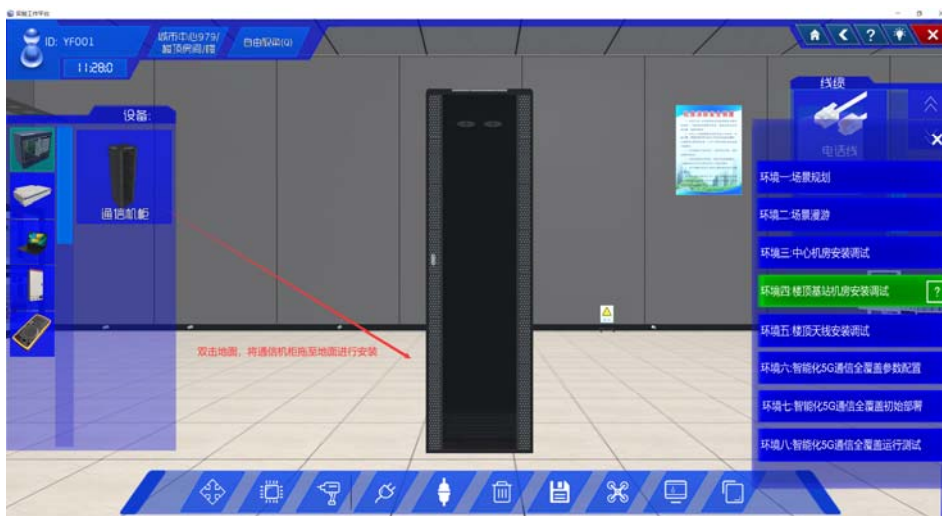 ID: YF001
城市中心979/
楼顶房间/楼
自由配置(Q)
设备:
通信机柜
双击地面，将通信机柜拖至地面进行安装
线缆
电话线
环境一:场景规划
环境二:场景漫游
环境三:中心机房安装调试
环境四:楼顶基站机房安装调试
?
环境五:楼顶天线安装调试
环境六:智能化5G通信全覆盖参数配置
环境七:智能化5G通信全覆盖初始部署
环境八:智能化5G通信全覆盖运行测试